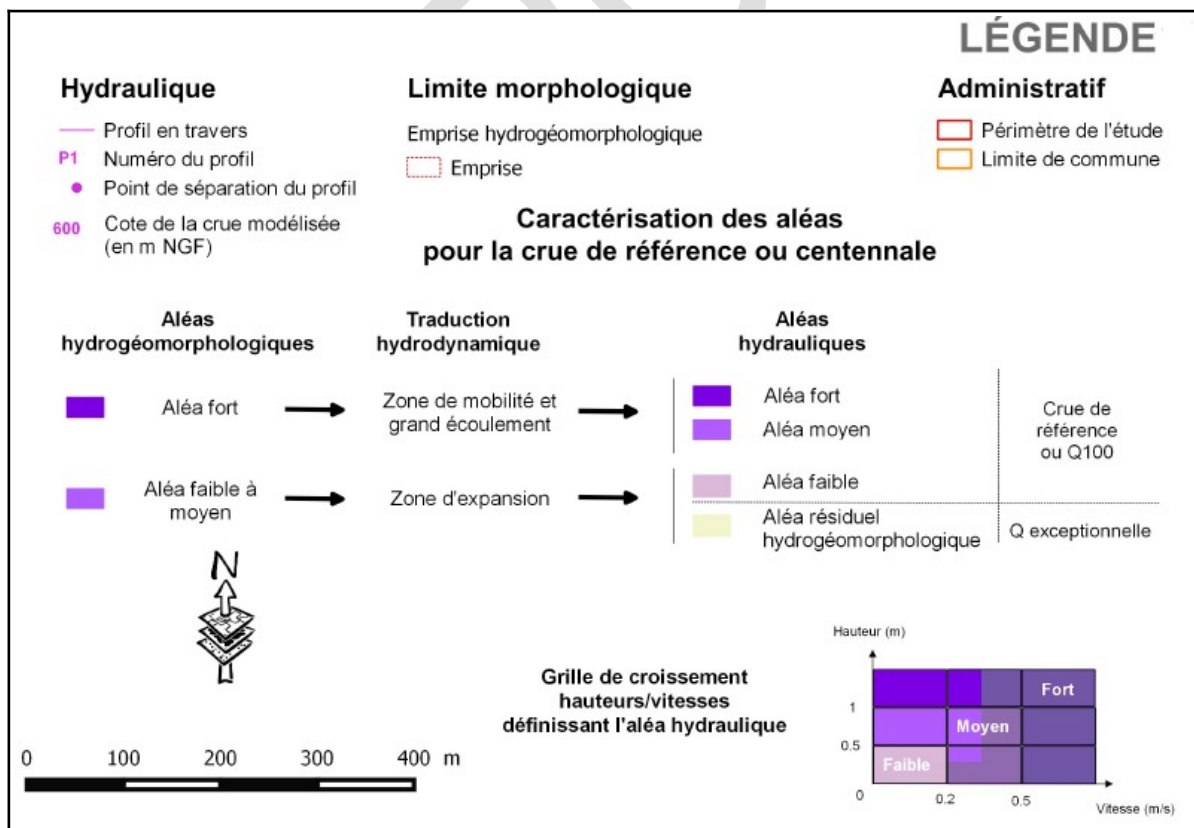 LÉGENDE
Hydraulique
Profil en travers
P1 Numéro du profil
Point de séparation du profil
600 Cote de la crue modélisée
(en m NGF)
Limite morphologique
Emprise hydrogéomorphologique
Emprise
Administratif
Périmètre de l'étude
Limite de commune
Caractérisation des aléas
pour la crue de référence ou centennale
Aléas
hydrogéomorphologiques
Traduction
hydrodynamique
Aléas
hydrauliques
Aléa fort
Zone de mobilité et
grand écoulement
Aléa fort
Aléa moyen
Crue de
référence
ou Q100
Aléa faible à
moyen
Zone d'expansion
Aléa faible
Aléa résiduel
hydrogéomorphologique
Q exceptionnelle
N
Grille de croissement
hauteurs/vitesses
définissant l'aléa hydraulique
Hauteur (m)
1
0.5
0
Fort
Moyen
Faible
0.2
0.5
Vitesse (m/s)
0 100 200 300 400 m